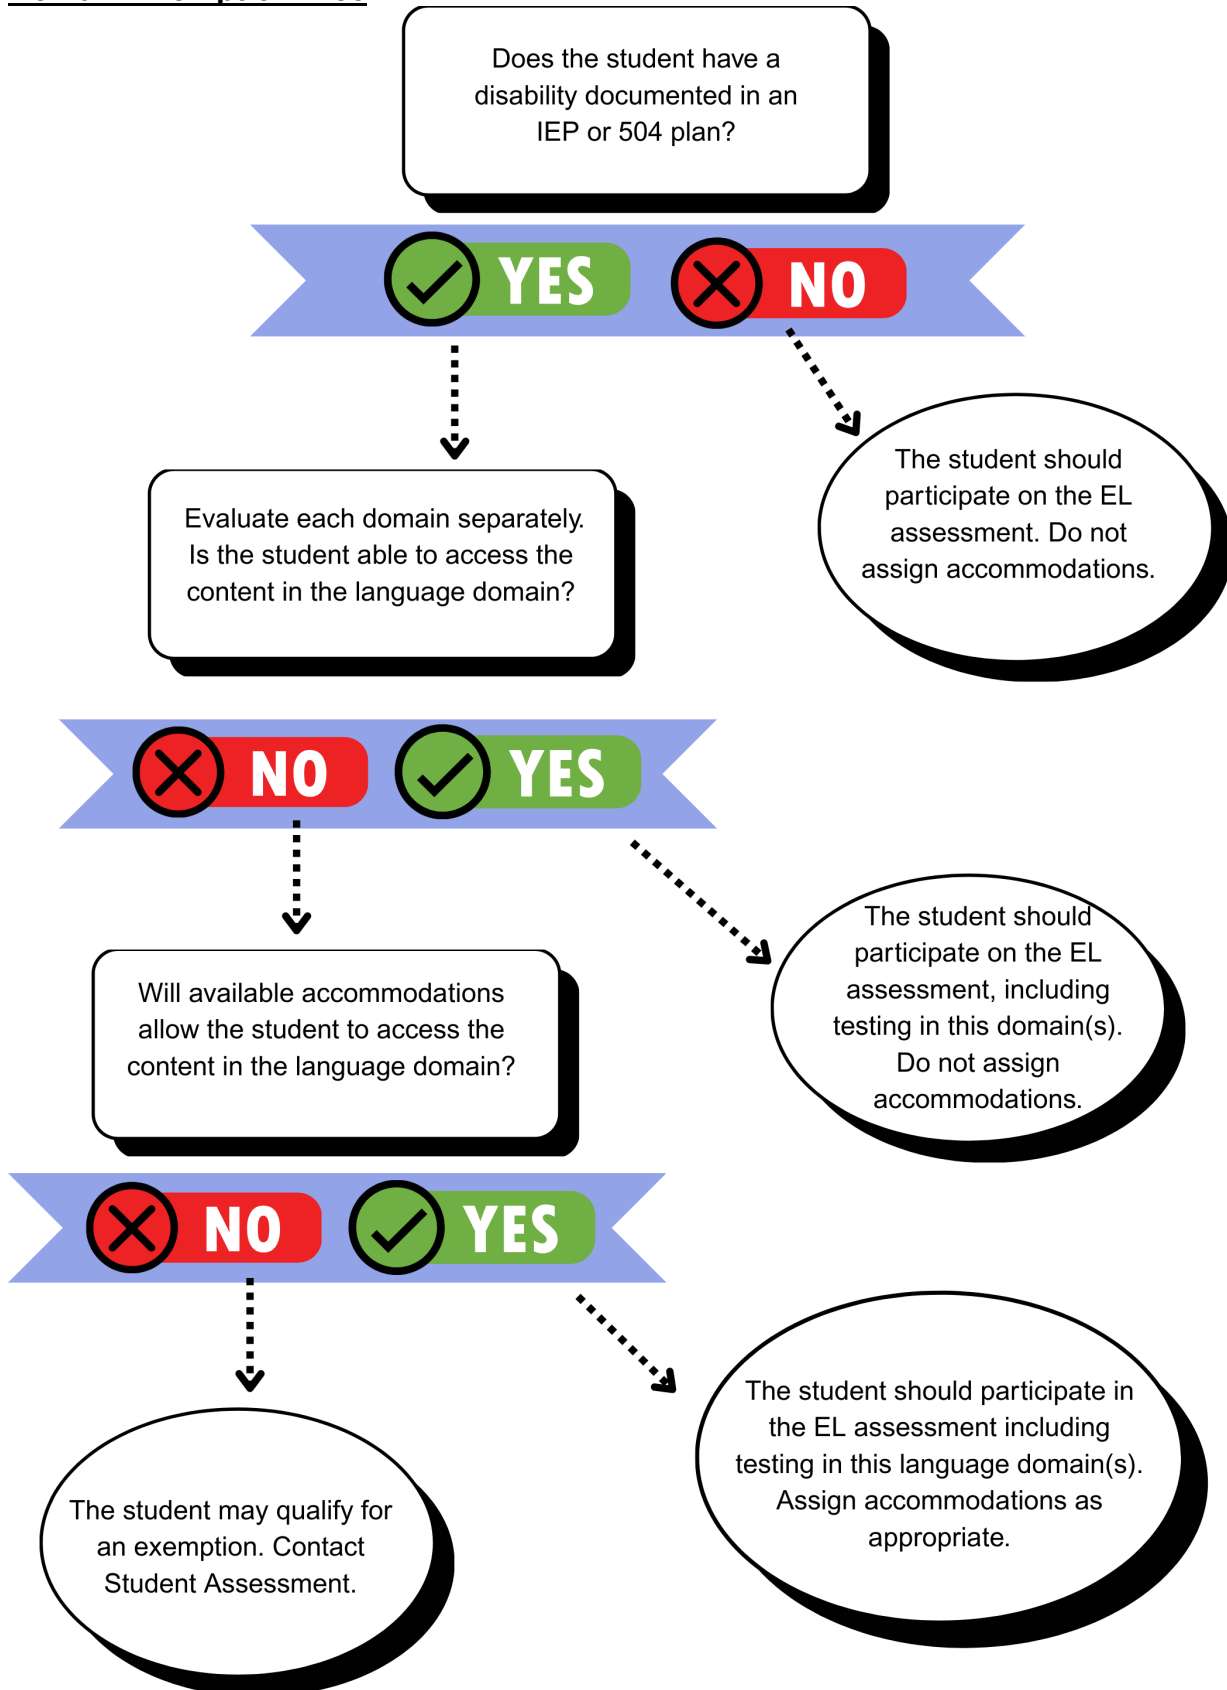 Does the student have a
disability documented in an
IEP or 504 plan?
YES
NO
The student should
participate on the EL
assessment. Do not
assign accommodations.
Evaluate each domain separately.
Is the student able to access the
content in the language domain?
NO
YES
The student should
participate on the EL
assessment, including
testing in this domain(s).
Do not assign
accommodations.
Will available accommodations
allow the student to access the
content in the language domain?
NO
YES
The student should participate in
the EL assessment including
testing in this language domain(s).
Assign accommodations as
appropriate.
The student may qualify for
an exemption. Contact
Student Assessment.